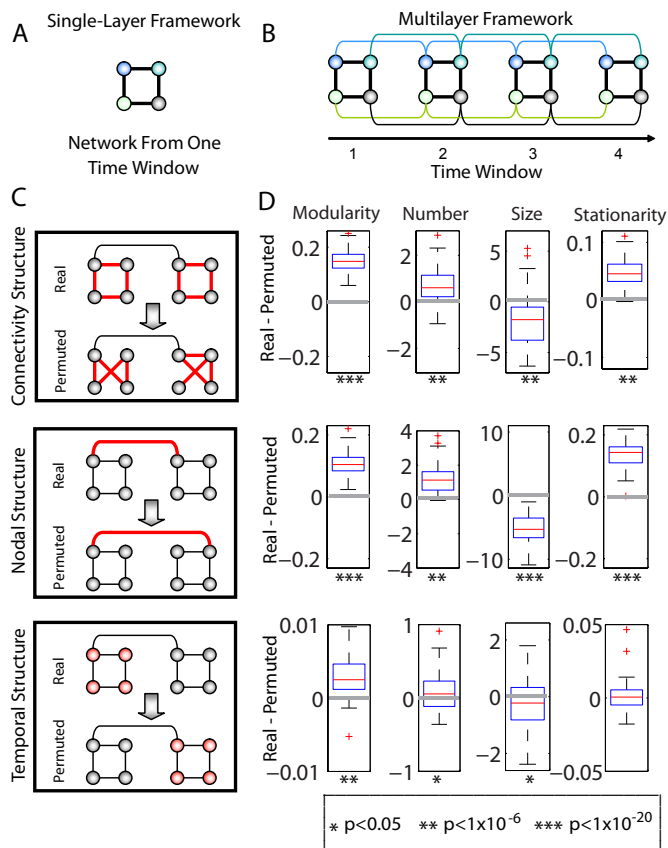 A
Single-Layer Framework
Network From One
Time Window
B
Multilayer Framework
1 2 3 4
Time Window
C
Connectivity Structure
Real
Permuted
Nodal Structure
Real
Permuted
Temporal Structure
Real
Permuted
D
Modularity Number Size Stationarity
Real - Permuted
0.2
0
−0.2
***
2
0
−2
**
5
0
−5
**
0.1
0
−0.1
**
Real - Permuted
0.2
0
−0.2
***
4
2
0
−2
−4
**
10
0
−10
***
0.2
0
−0.2
***
Real - Permuted
0.01
0
−0.01
**
1
0
−1
*
2
0
−2
*
0.05
0
−0.05
* p<0.05 ** p<1x10-6 *** p<1x10-20